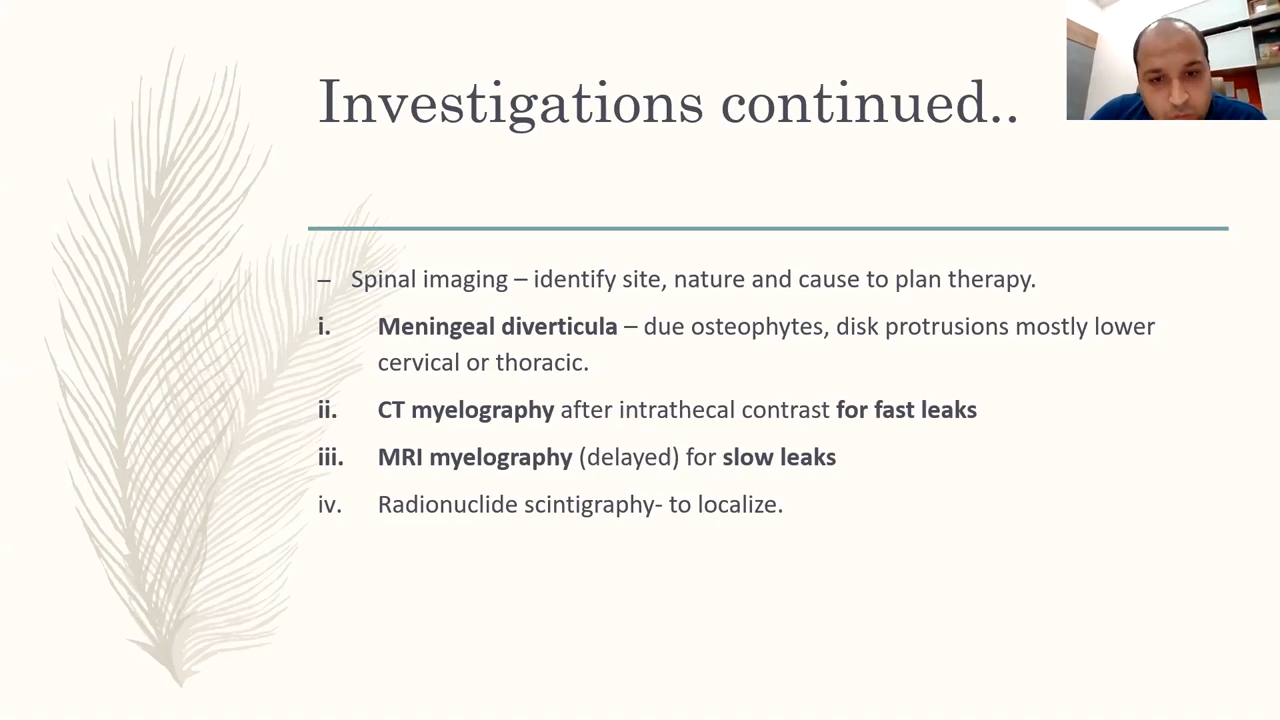 Investigations continued..
– Spinal imaging – identify site, nature and cause to plan therapy.
i. Meningeal diverticula – due osteophytes, disk protrusions mostly lower
cervical or thoracic.
ii. CT myelography after intrathecal contrast for fast leaks
iii. MRI myelography (delayed) for slow leaks
iv. Radionuclide scintigraphy- to localize.